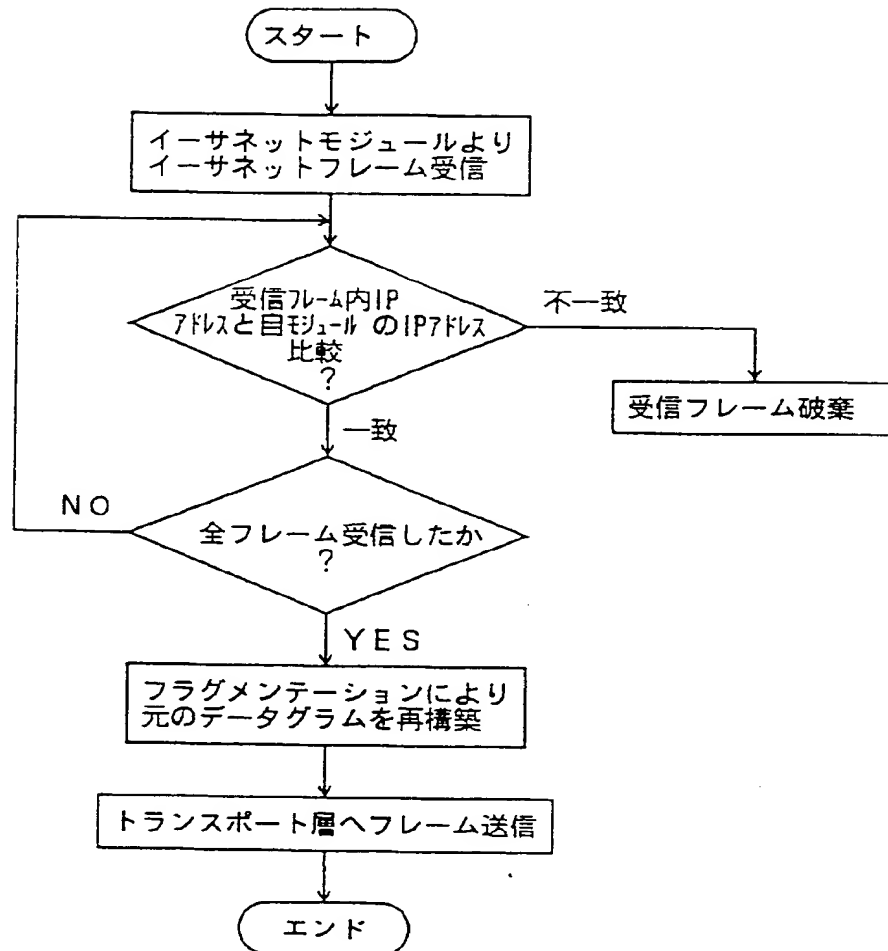 スタート
イーサネットモジュールより
イーサネットフレーム受信
受信フレーム内IP
アドレスと自モジュール のIPアドレス
比較
?
不一致
受信フレーム破棄
一致
NO
全フレーム受信したか
?
YES
フラグメンテーションにより
元のデータグラムを再構築
トランスポート層へフレーム送信
エンド